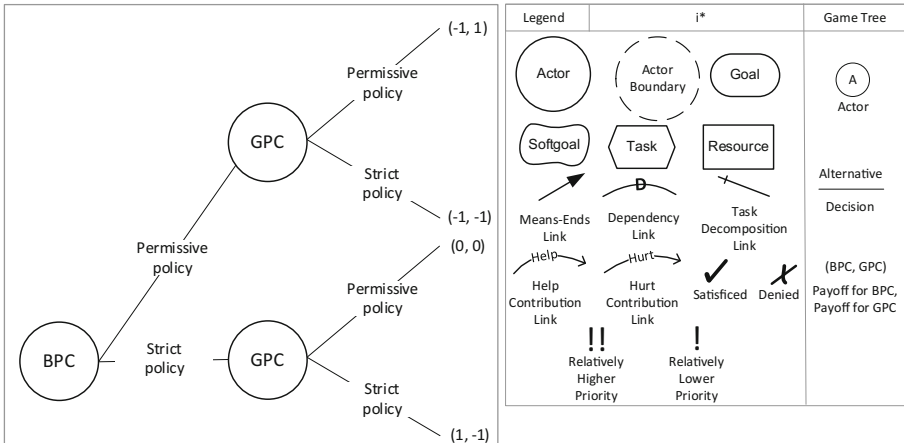 (-1, 1)
Permissive
policy
GPC
Strict
policy
(-1, -1)
Permissive
policy
(0, 0)
Permissive
policy
BPC
Strict
policy
GPC
Strict
policy
(1, -1)
Legend
i*
Game Tree
Actor
Actor
Boundary
Goal
A
Actor
Softgoal
Task
Resource
Alternative
Decision
D
Means-Ends
Link
Dependency
Link
Task
Decomposition
Link
Help
Hurt
Help
Contribution
Link
Hurt
Contribution
Link
Satisficed
Denied
(BPC, GPC)
Payoff for BPC,
Payoff for GPC
!!
!
Relatively
Higher
Priority
Relatively
Lower
Priority